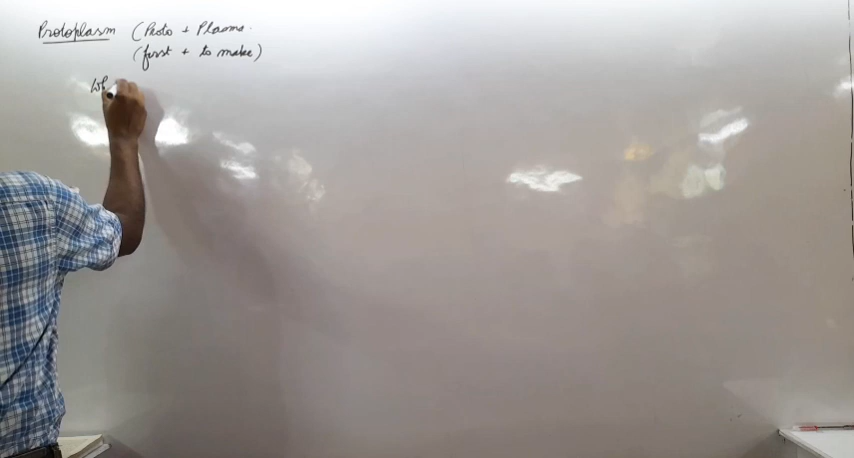 Protoplasm (Proto + Plasma.
(first + to make)